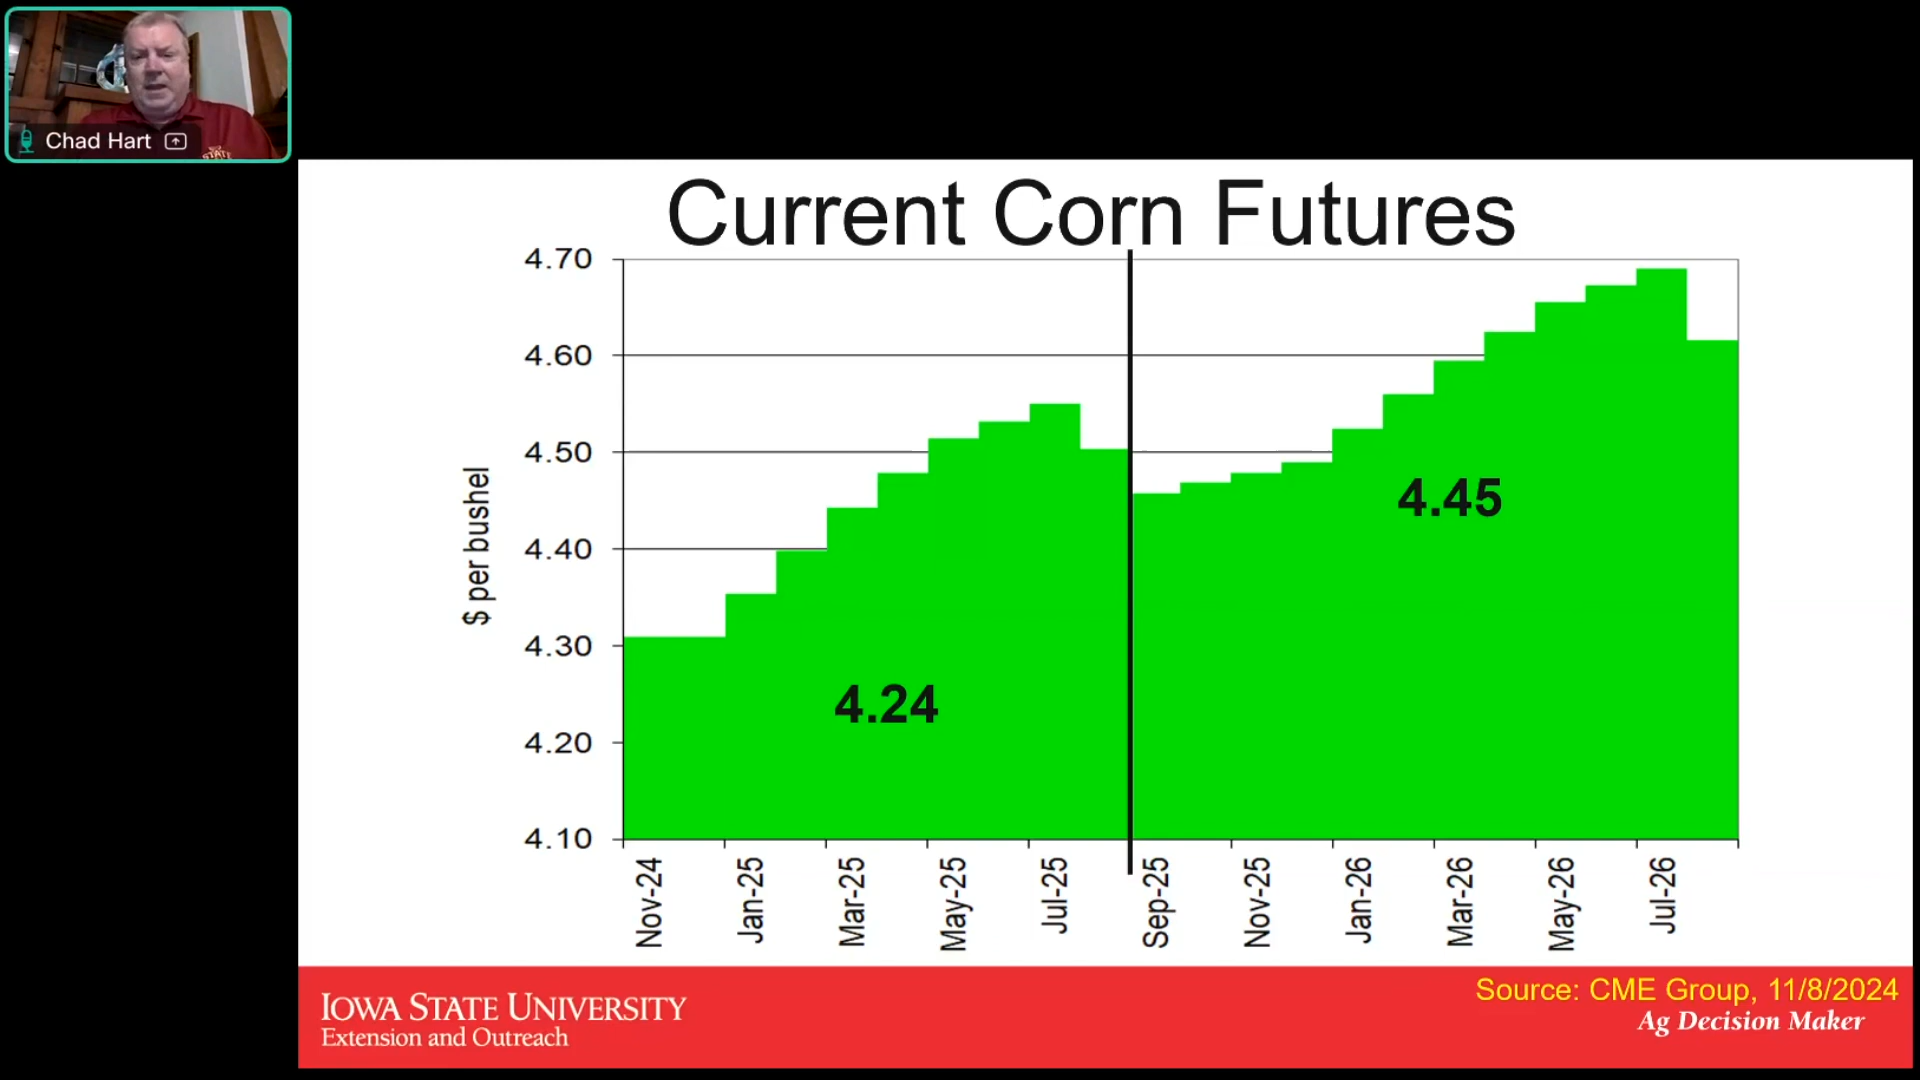 Chad Hart
STATE
Current Corn Futures
4.70
4.60
4.50
4.40
4.30
4.20
4.10
$ per bushel
4.24
4.45
Nov-24
Jan-25
Mar-25
May-25
Jul-25
Sep-25
Nov-25
Jan-26
Mar-26
May-26
Jul-26
IOWA STATE UNIVERSITY
Extension and Outreach
Source: CME Group, 11/8/2024
Ag Decision Maker